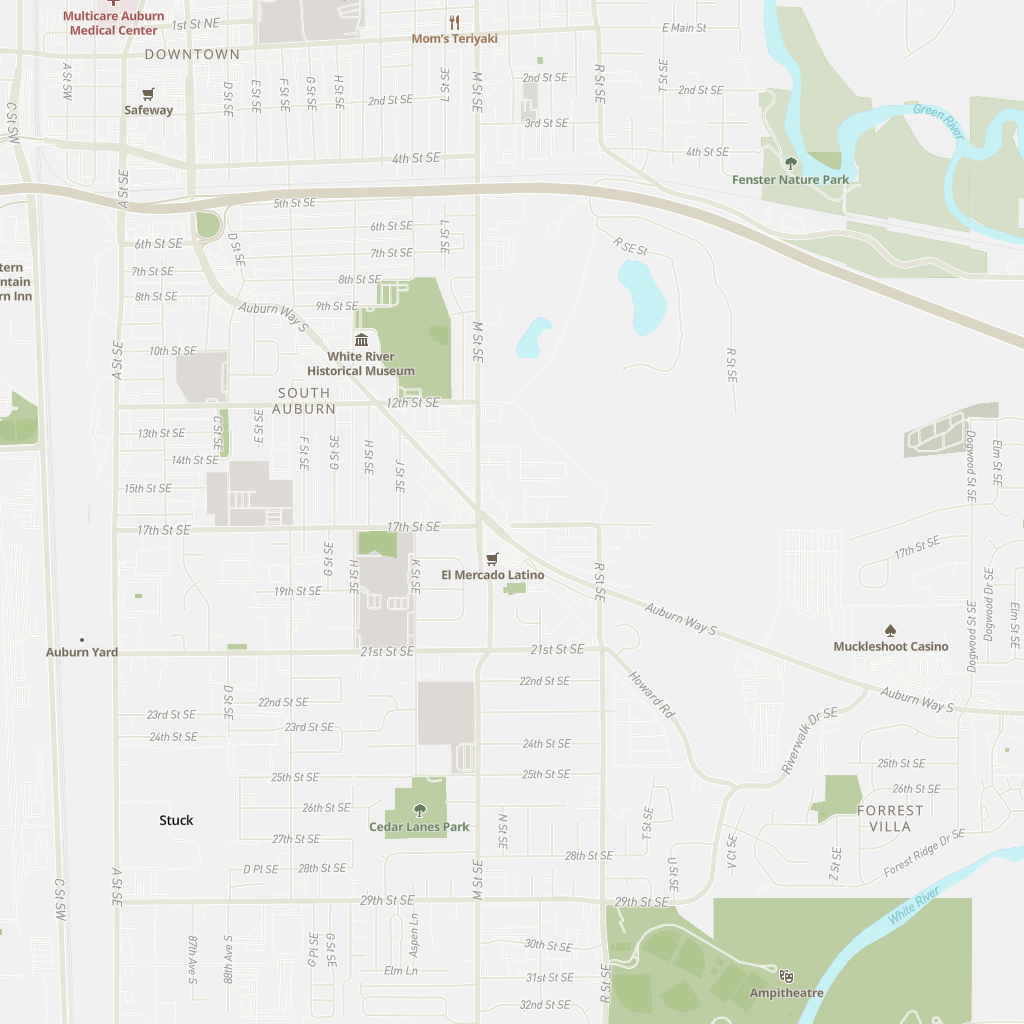 Multicare Auburn
Medical Center
1st St NE
DOWNTOWN
Mom's Teriyaki
E Main St
A St SW
C St SW
Safeway
D St SE
E St SE
F St SE
G St SE
H St SE
2nd St SE
L St SE
M St SE
2nd St SE
3rd St SE
R St SE
T St SE
2nd St SE
4th St SE
4th St SE
Green River
Fenster Nature Park
A St SE
5th St SE
6th St SE
6th St SE
D St SE
7th St SE
L St SE
R SE St
tern
ntain
rn Inn
7th St SE
8th St SE
8th St SE
9th St SE
Auburn Way S
M St SE
R St SE
White River
Historical Museum
10th St SE
A St SE
SOUTH
AUBURN
12th St SE
13th St SE
C St SE
E St SE
F St SE
G St SE
H St SE
J St SE
14th St SE
15th St SE
17th St SE
17th St SE
Dogwood St SE
Elm St SE
17th St SE
G St SE
H St SE
K St SE
19th St SE
El Mercado Latino
R St SE
Auburn Way S
Dogwood St SE
Dogwood Dr SE
Elm St SE
Muckleshoot Casino
Auburn Yard
21st St SE
21st St SE
22nd St SE
Howard Rd
Auburn Way S
D St SE
22nd St SE
23rd St SE
23rd St SE
24th St SE
24th St SE
Riverwalk Dr SE
25th St SE
25th St SE
25th St SE
26th St SE
26th St SE
Stuck
Cedar Lanes Park
27th St SE
N St SE
T St SE
FORREST
VILLA
V Ct SE
Z St SE
Forest Ridge Dr SE
28th St SE
28th St SE
D Pl SE
U St SE
A St SE
C St SW
M St SE
29th St SE
29th St SE
White River
87th Ave S
88th Ave S
G Pl SE
G St SE
Aspen Ln
Elm Ln
30th St SE
31st St SE
32nd St SE
R St SE
Ampitheatre